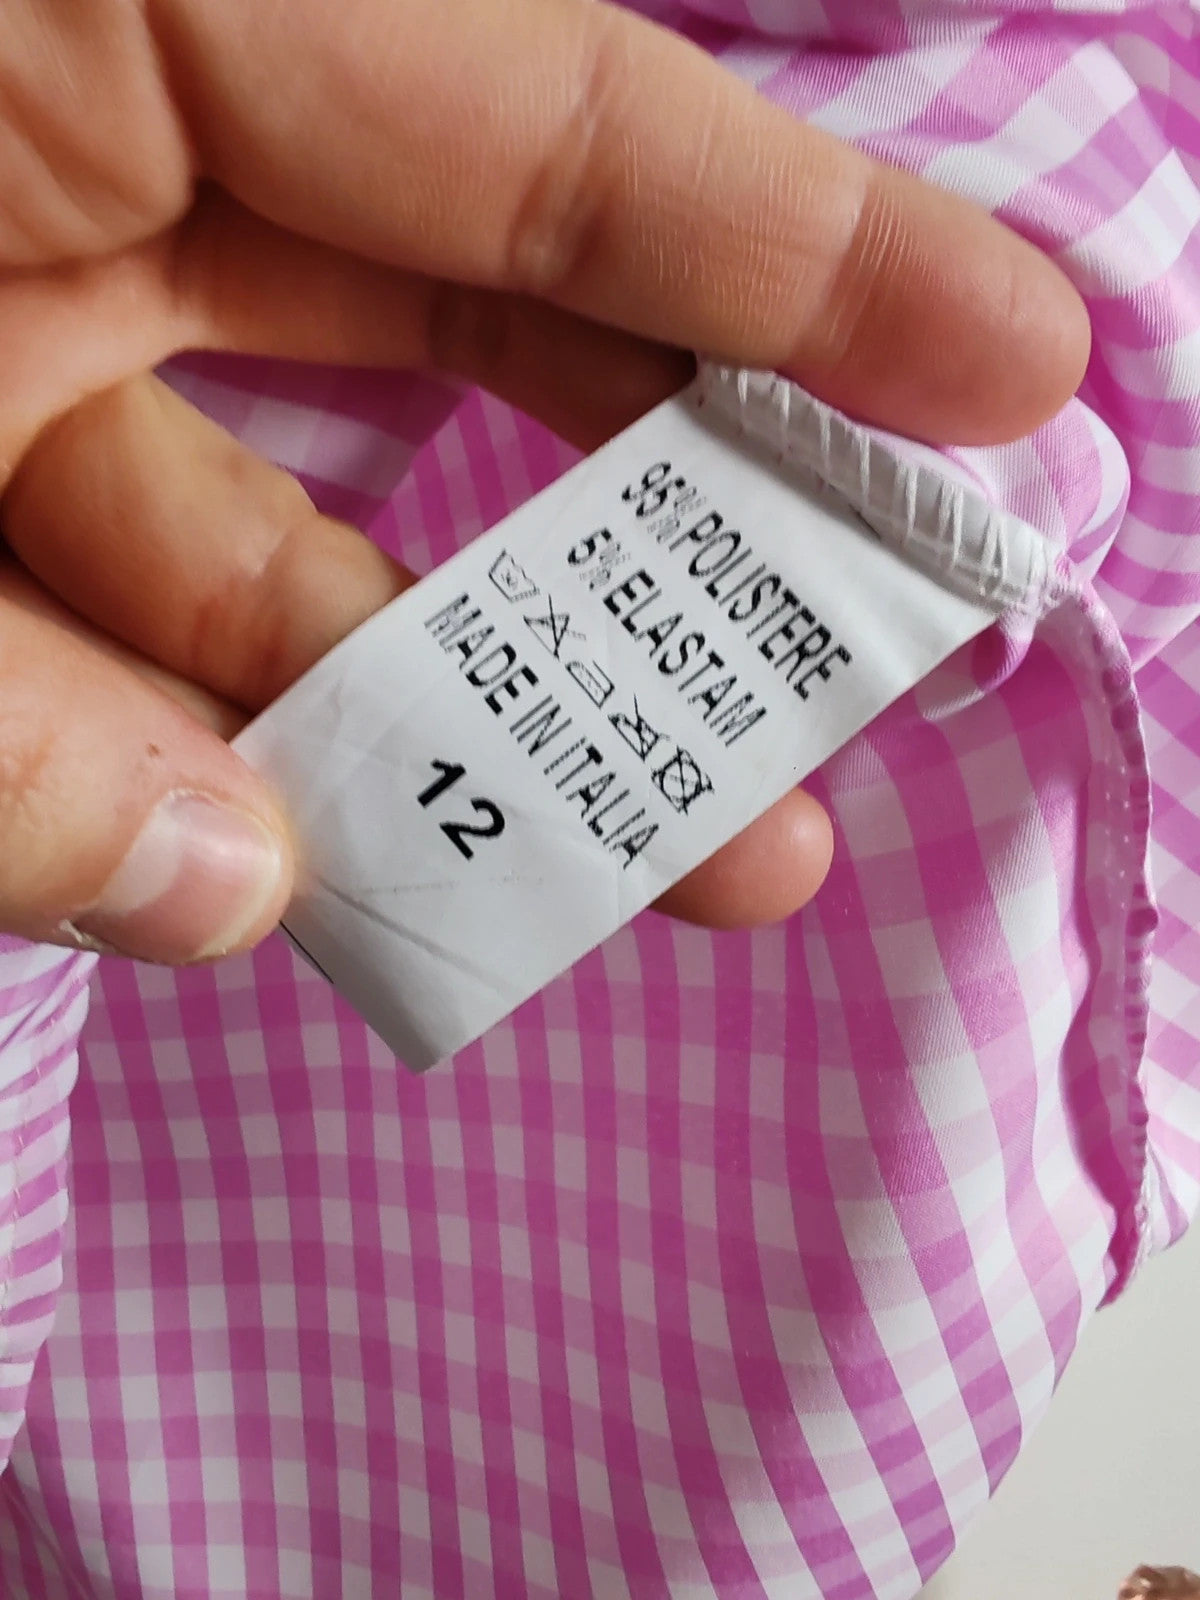 95% POLISTERE
5% ELASTAM
MADE IN ITALIA
12